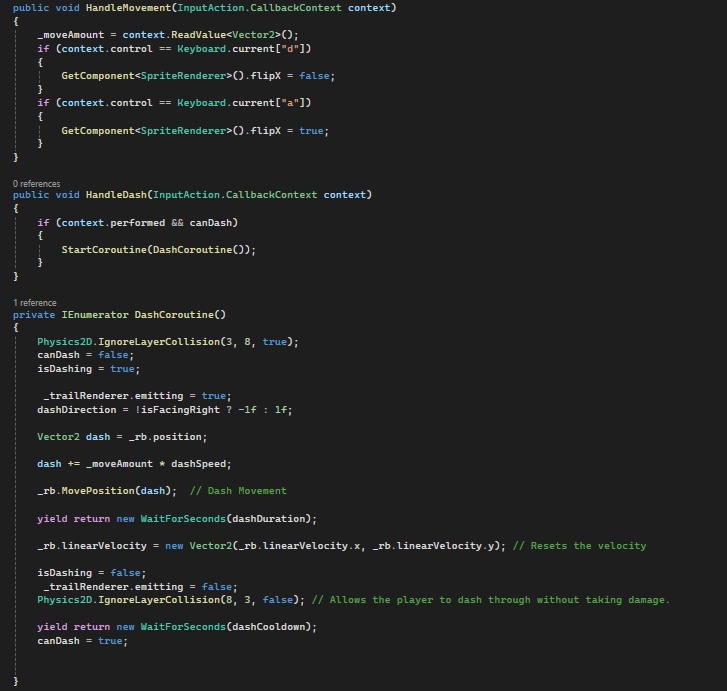 public void HandleMovement(InputAction.CallbackContext context)
{
_moveAmount = context.ReadValue<Vector2>();
if (context.control == Keyboard.current["d"])
{
GetComponent<SpriteRenderer>().flipX = false;
}
if (context.control == Keyboard.current["a"])
{
GetComponent<SpriteRenderer>().flipX = true;
}
}
0 references
public void HandleDash(InputAction.CallbackContext context)
{
if (context.performed && canDash)
{
StartCoroutine(DashCoroutine());
}
}
1 reference
private IEnumerator DashCoroutine()
{
Physics2D.IgnoreLayerCollision(3, 8, true);
canDash = false;
isDashing = true;
_trailRenderer.emitting = true;
dashDirection = !isFacingRight ? -1f : 1f;
Vector2 dash = _rb.position;
dash += _moveAmount * dashSpeed;
_rb.MovePosition(dash);  // Dash Movement
yield return new WaitForSeconds(dashDuration);
_rb.linearVelocity = new Vector2(_rb.linearVelocity.x, _rb.linearVelocity.y); // Resets the velocity
isDashing = false;
_trailRenderer.emitting = false;
Physics2D.IgnoreLayerCollision(8, 3, false); // Allows the player to dash through without taking damage.
yield return new WaitForSeconds(dashCooldown);
canDash = true;
}